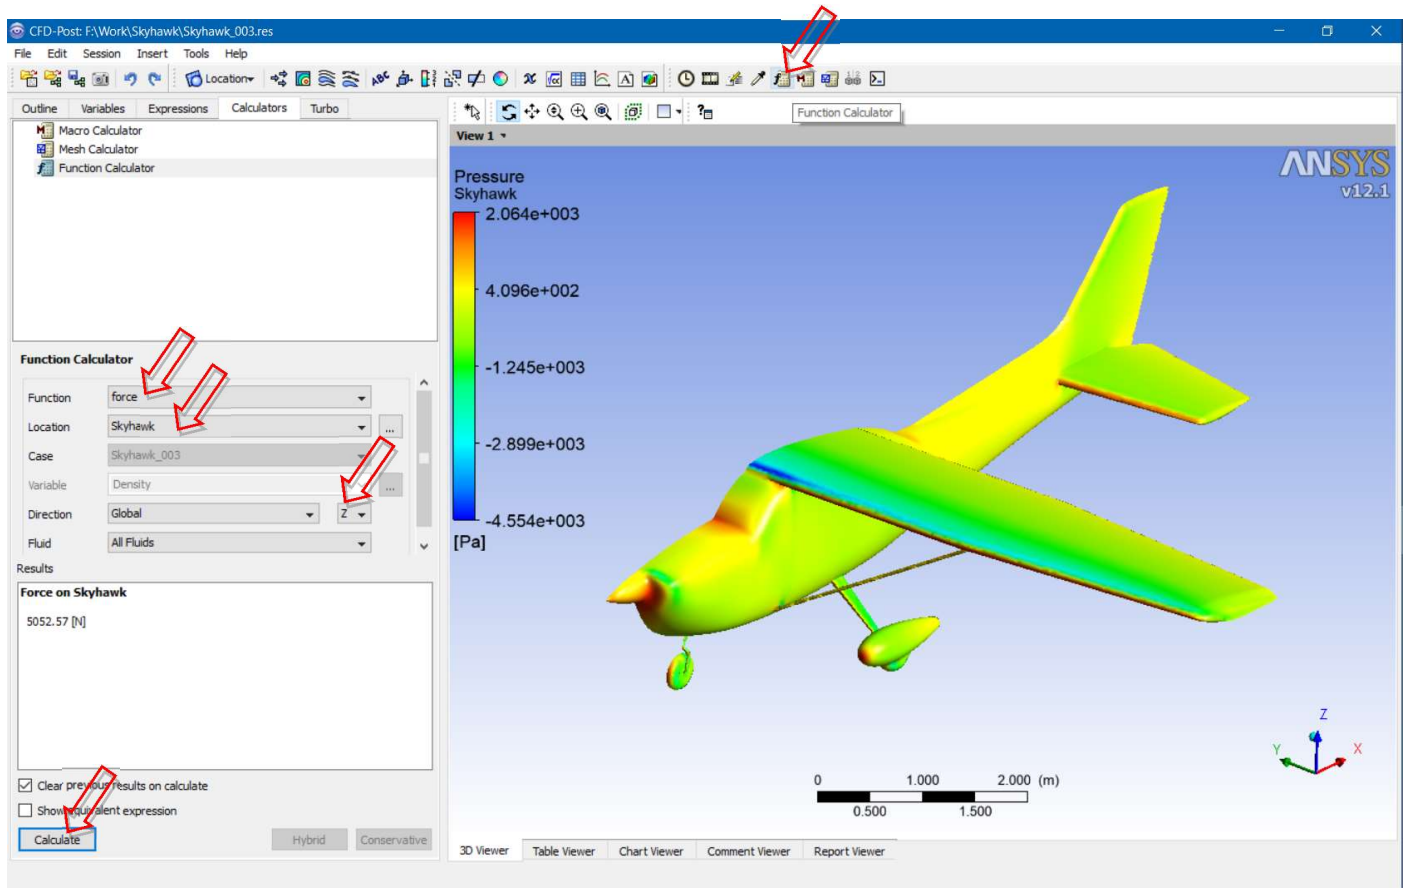 CFD-Post: F:\Work\Skyhawk\Skyhawk_003.res
File Edit Session Insert Tools Help
Location
Outline Variables Expressions Calculators Turbo
Macro Calculator
Mesh Calculator
Function Calculator
Function Calculator
Function force
Location Skyhawk ...
Case Skyhawk_003
Variable Density ...
Direction Global Z
Fluid All Fluids
Results
Force on Skyhawk
5052.57 [N]
Clear previous results on calculate
Show equivalent expression
Calculate Hybrid Conservative
Function Calculator
View 1
ANSYS
v12.1
Pressure
Skyhawk
2.064e+003
4.096e+002
-1.245e+003
-2.899e+003
-4.554e+003
[Pa]
Z
Y X
0 1.000 2.000 (m)
0.500 1.500
3D Viewer Table Viewer Chart Viewer Comment Viewer Report Viewer